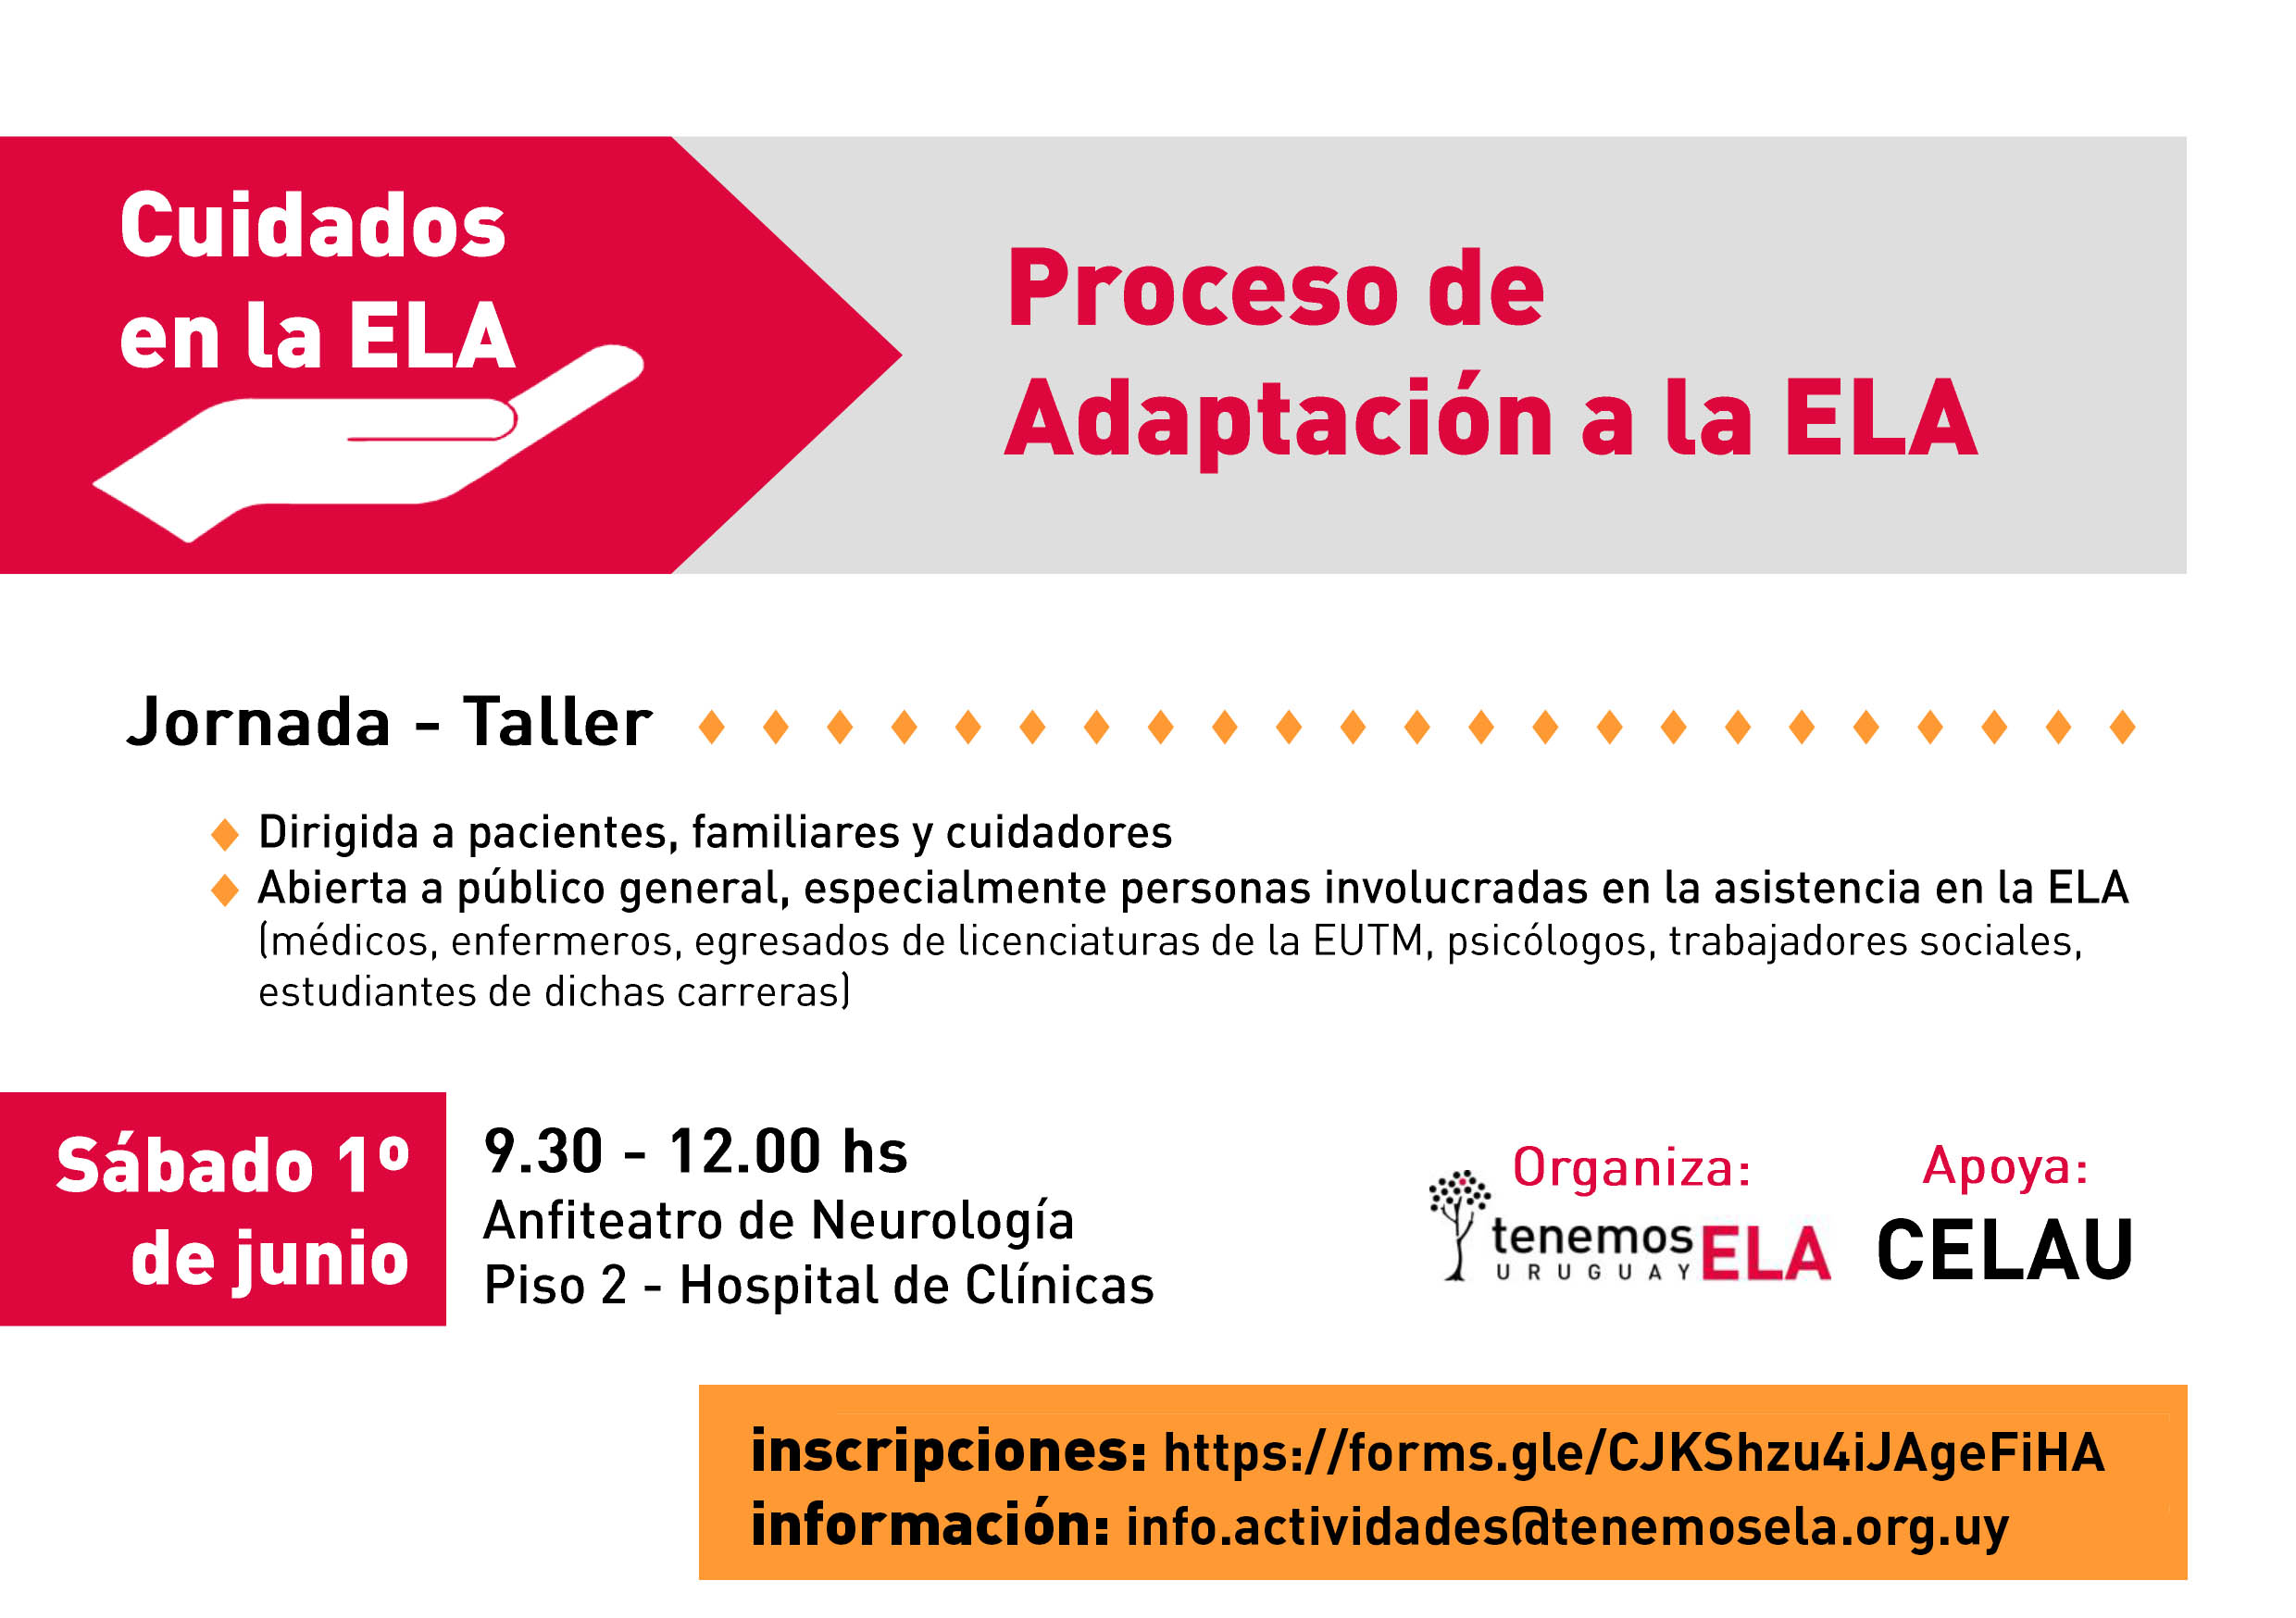 Cuidados
en la ELA
Proceso de
Adaptación a la ELA
Jornada - Taller
Dirigida a pacientes, familiares y cuidadores
Abierta a público general, especialmente personas involucradas en la asistencia en la ELA
(médicos, enfermeros, egresados de licenciaturas de la EUTM, psicólogos, trabajadores sociales,
estudiantes de dichas carreras)
Sábado 1º
de junio
9.30 - 12.00 hs
Anfiteatro de Neurología
Piso 2 - Hospital de Clínicas
Organiza:
tenemos ELA
URUGUAY
Apoya:
CELAU
inscripciones: https://forms.gle/CJKShzu4iJAgeFiHA
información: info.actividades@tenemosela.org.uy